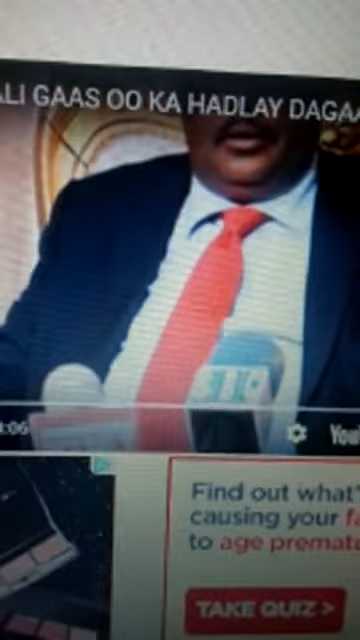 ALI GAAS OO KA HADLAY
Find out what
causing your
to age
TAKE QUIZ >